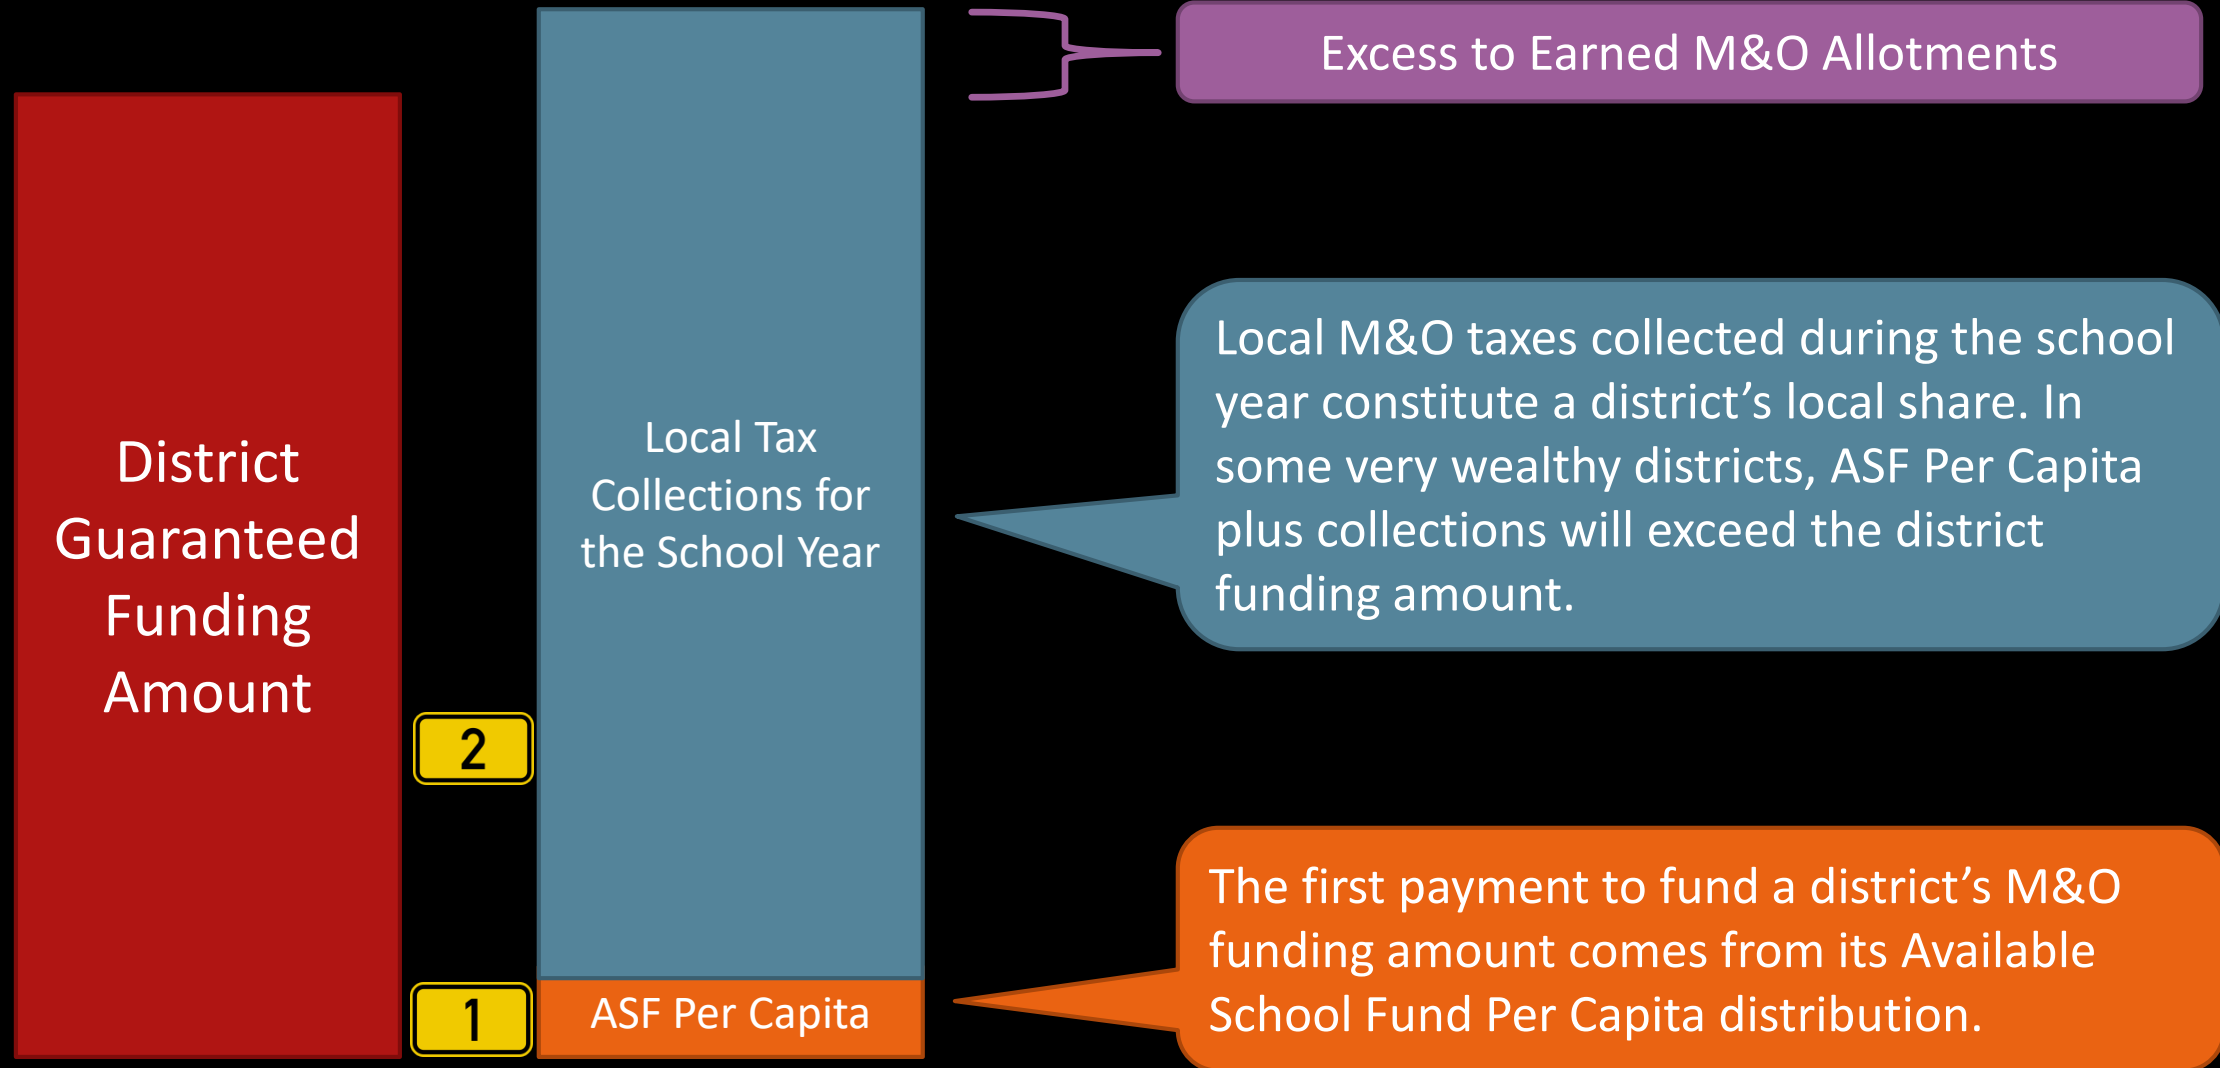 Excess to Earned M&O Allotments
District
Guaranteed
Funding
Amount
Local Tax
Collections for
the School Year
Local M&O taxes collected during the school
year constitute a district’s local share. In
some very wealthy districts, ASF Per Capita
plus collections will exceed the district
funding amount.
2
1
ASF Per Capita
The first payment to fund a district’s M&O
funding amount comes from its Available
School Fund Per Capita distribution.